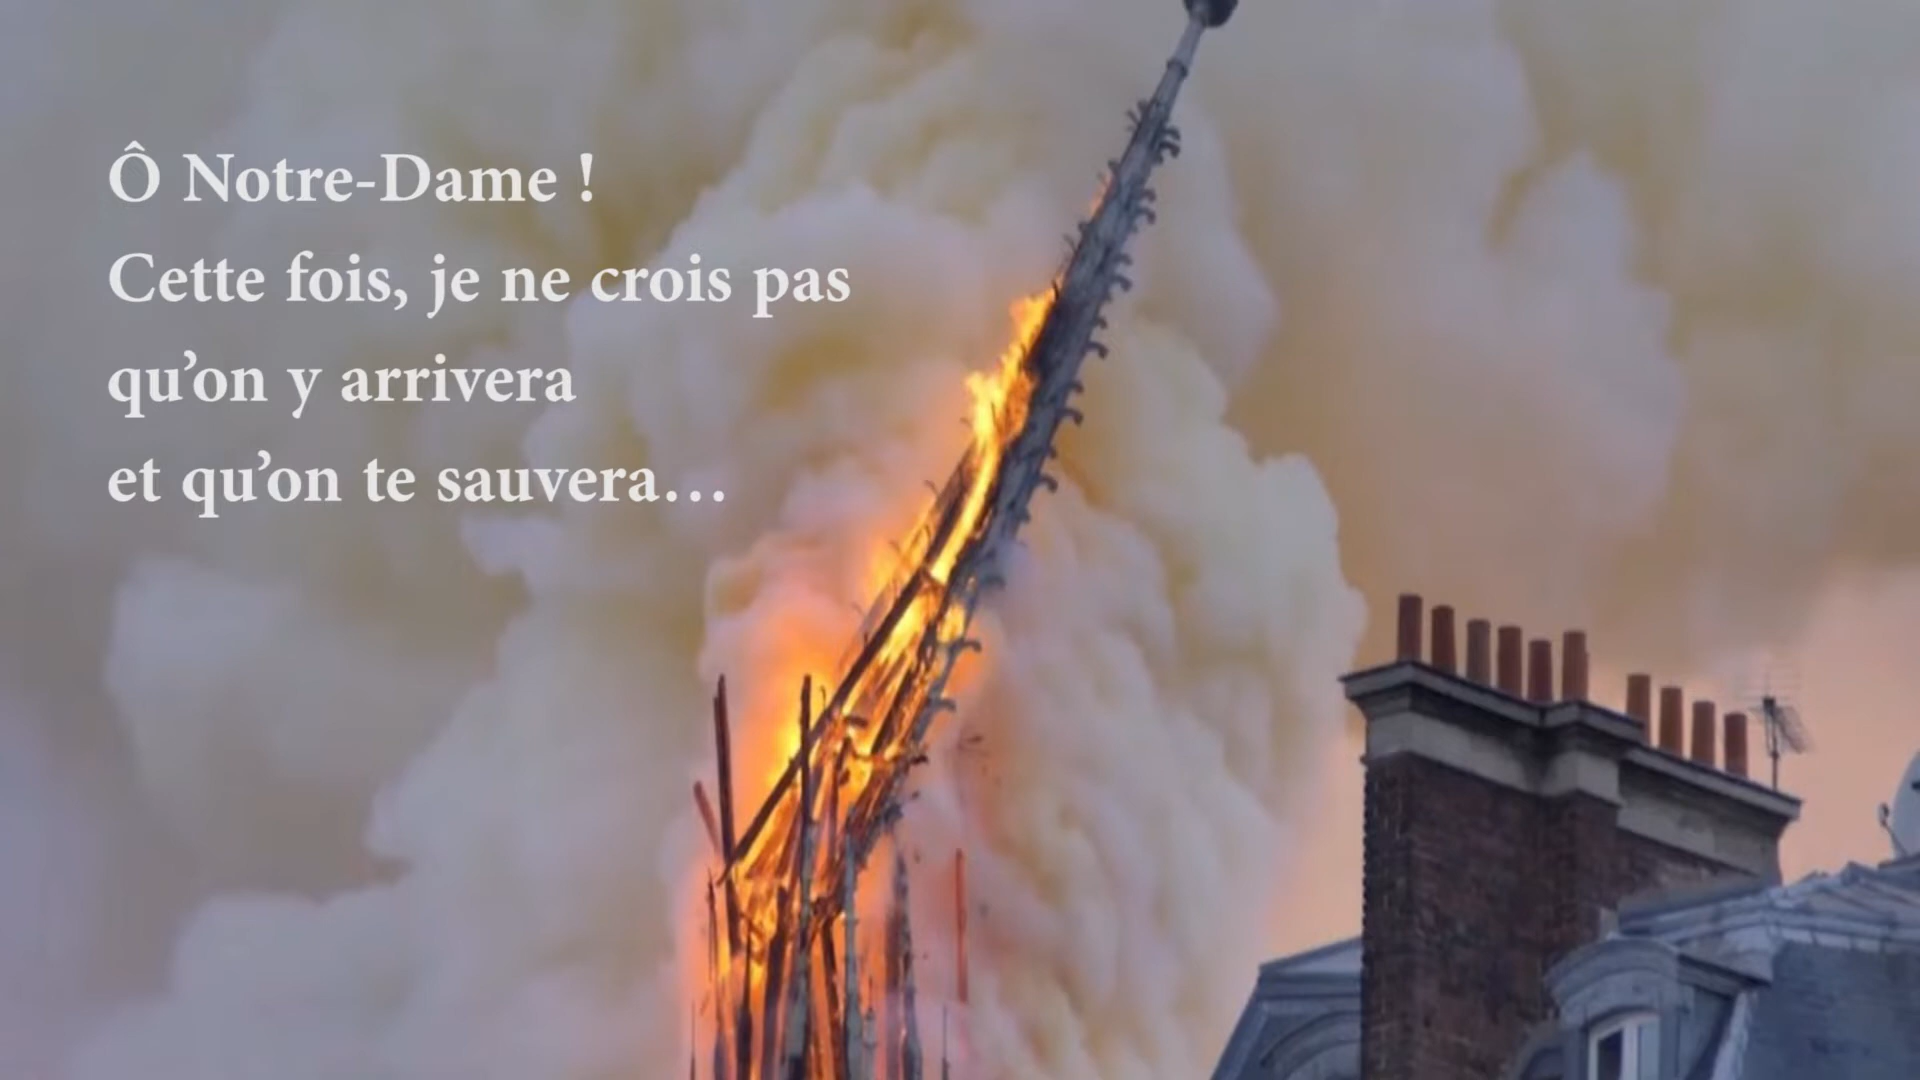 Ô Notre-Dame !
Cette fois, je ne crois pas
qu’on y arrivera
et qu’on te sauvera…